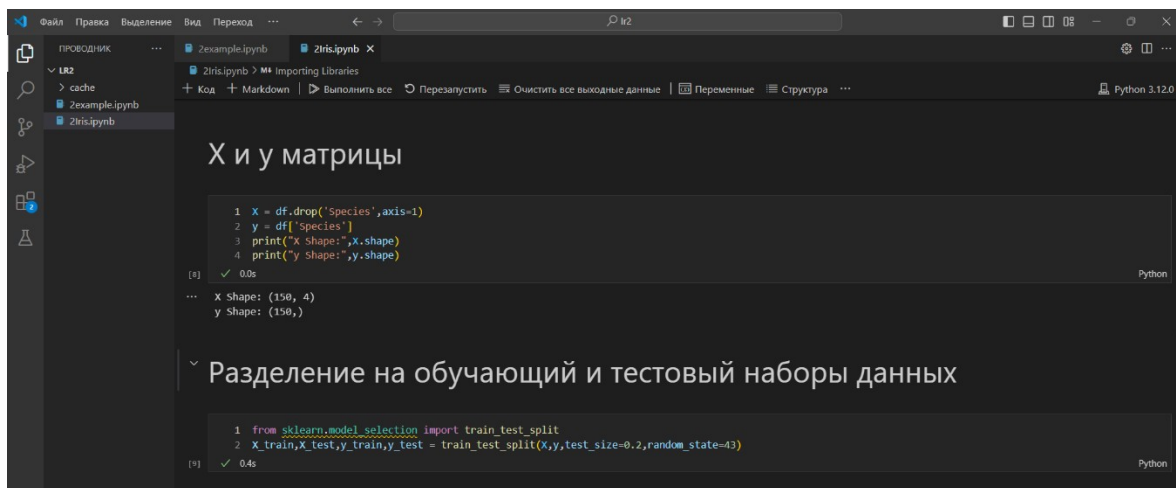 Файл Правка Выделение Вид Переход ··· lr2
ПРОВОДНИК ··· 2example.ipynb 2Iris.ipynb
LR2
cache
2example.ipynb
2Iris.ipynb
2Iris.ipynb > M↓ Importing Libraries
+ Код + Markdown | Выполнить все Перезапустить Очистить все выходные данные | Переменные Структура ··· Python 3.12.0
2
X и y матрицы
1 X = df.drop('Species',axis=1)
2 y = df['Species']
3 print("X Shape:",X.shape)
4 print("y Shape:",y.shape)
[8] ✓ 0.0s Python
··· X Shape: (150, 4)
y Shape: (150,)
Разделение на обучающий и тестовый наборы данных
1 from sklearn.model_selection import train_test_split
2 X_train,X_test,y_train,y_test = train_test_split(X,y,test_size=0.2,random_state=43)
[9] ✓ 0.4s Python